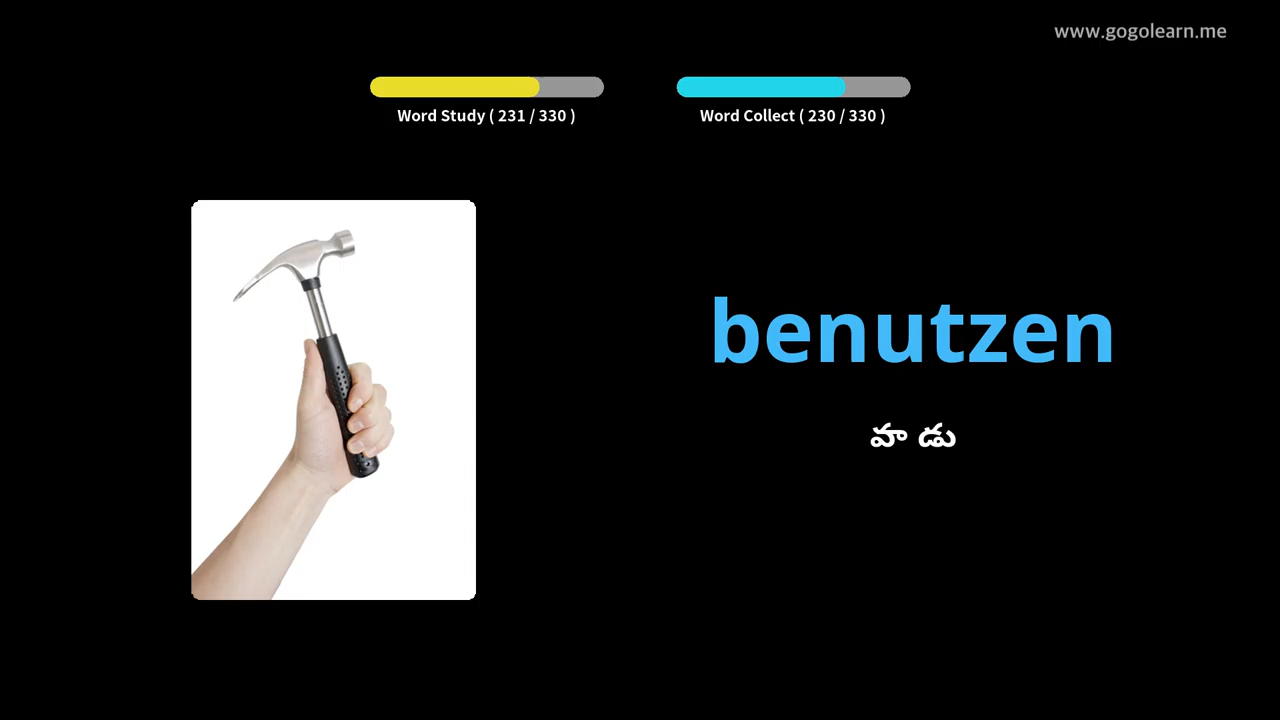 www.gogolearn.me
Word Study ( 231 / 330 )
Word Collect ( 230 / 330 )
benutzen
వా డు